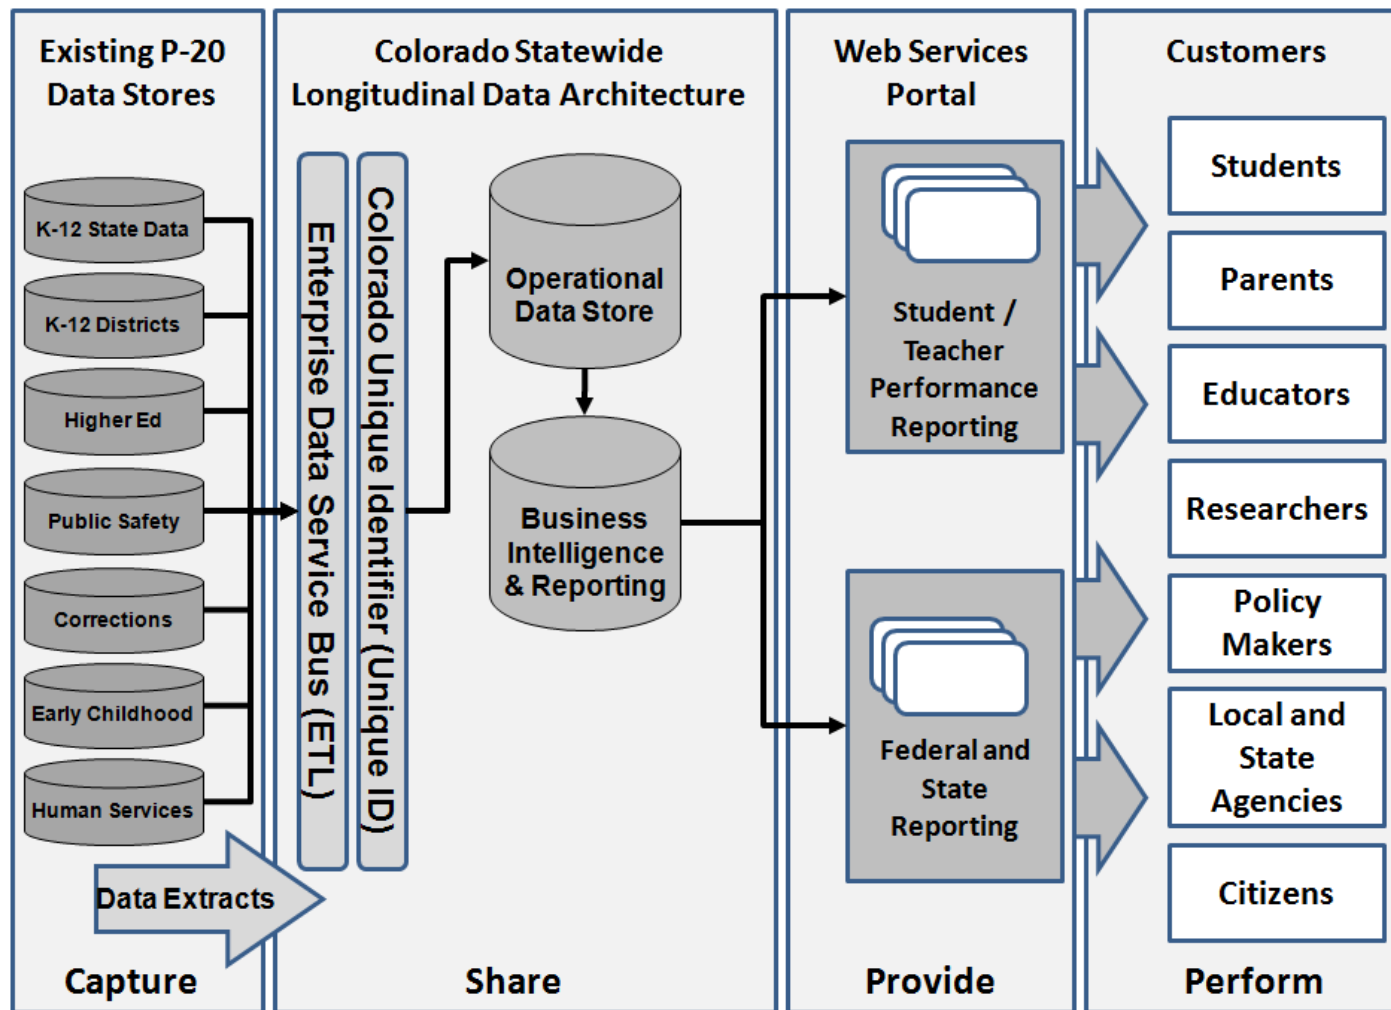 Existing P-20
Data Stores
K-12 State Data
K-12 Districts
Higher Ed
Public Safety
Corrections
Early Childhood
Human Services
Data Extracts
Capture
Colorado Statewide
Longitudinal Data Architecture
Enterprise Data Service Bus (ETL)
Colorado Unique Identifier (Unique ID)
Operational
Data Store
Business
Intelligence
& Reporting
Share
Web Services
Portal
Student /
Teacher
Performance
Reporting
Federal and
State
Reporting
Provide
Customers
Students
Parents
Educators
Researchers
Policy
Makers
Local and
State
Agencies
Citizens
Perform